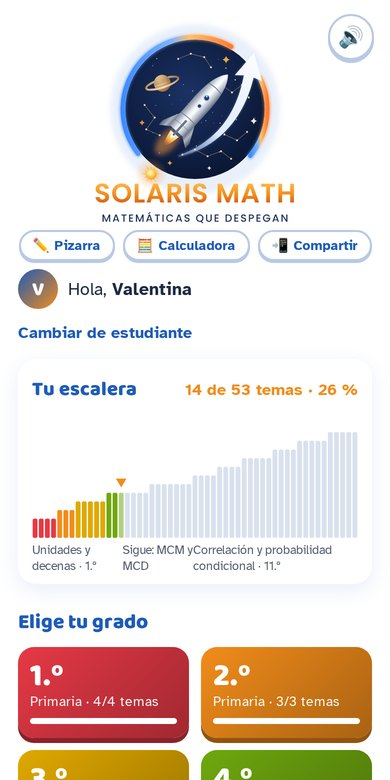 SOLARIS MATH
MATEMÁTICAS QUE DESPEGAN
Pizarra
Calculadora
Compartir
V
Hola, Valentina
Cambiar de estudiante
Tu escalera
14 de 53 temas · 26 %
Unidades y
decenas · 1.°
Sigue: MCM y
MCD
Correlación y probabilidad
condicional · 11.°
Elige tu grado
1.º
Primaria · 4/4 temas
2.º
Primaria · 3/3 temas
3.º
4.º